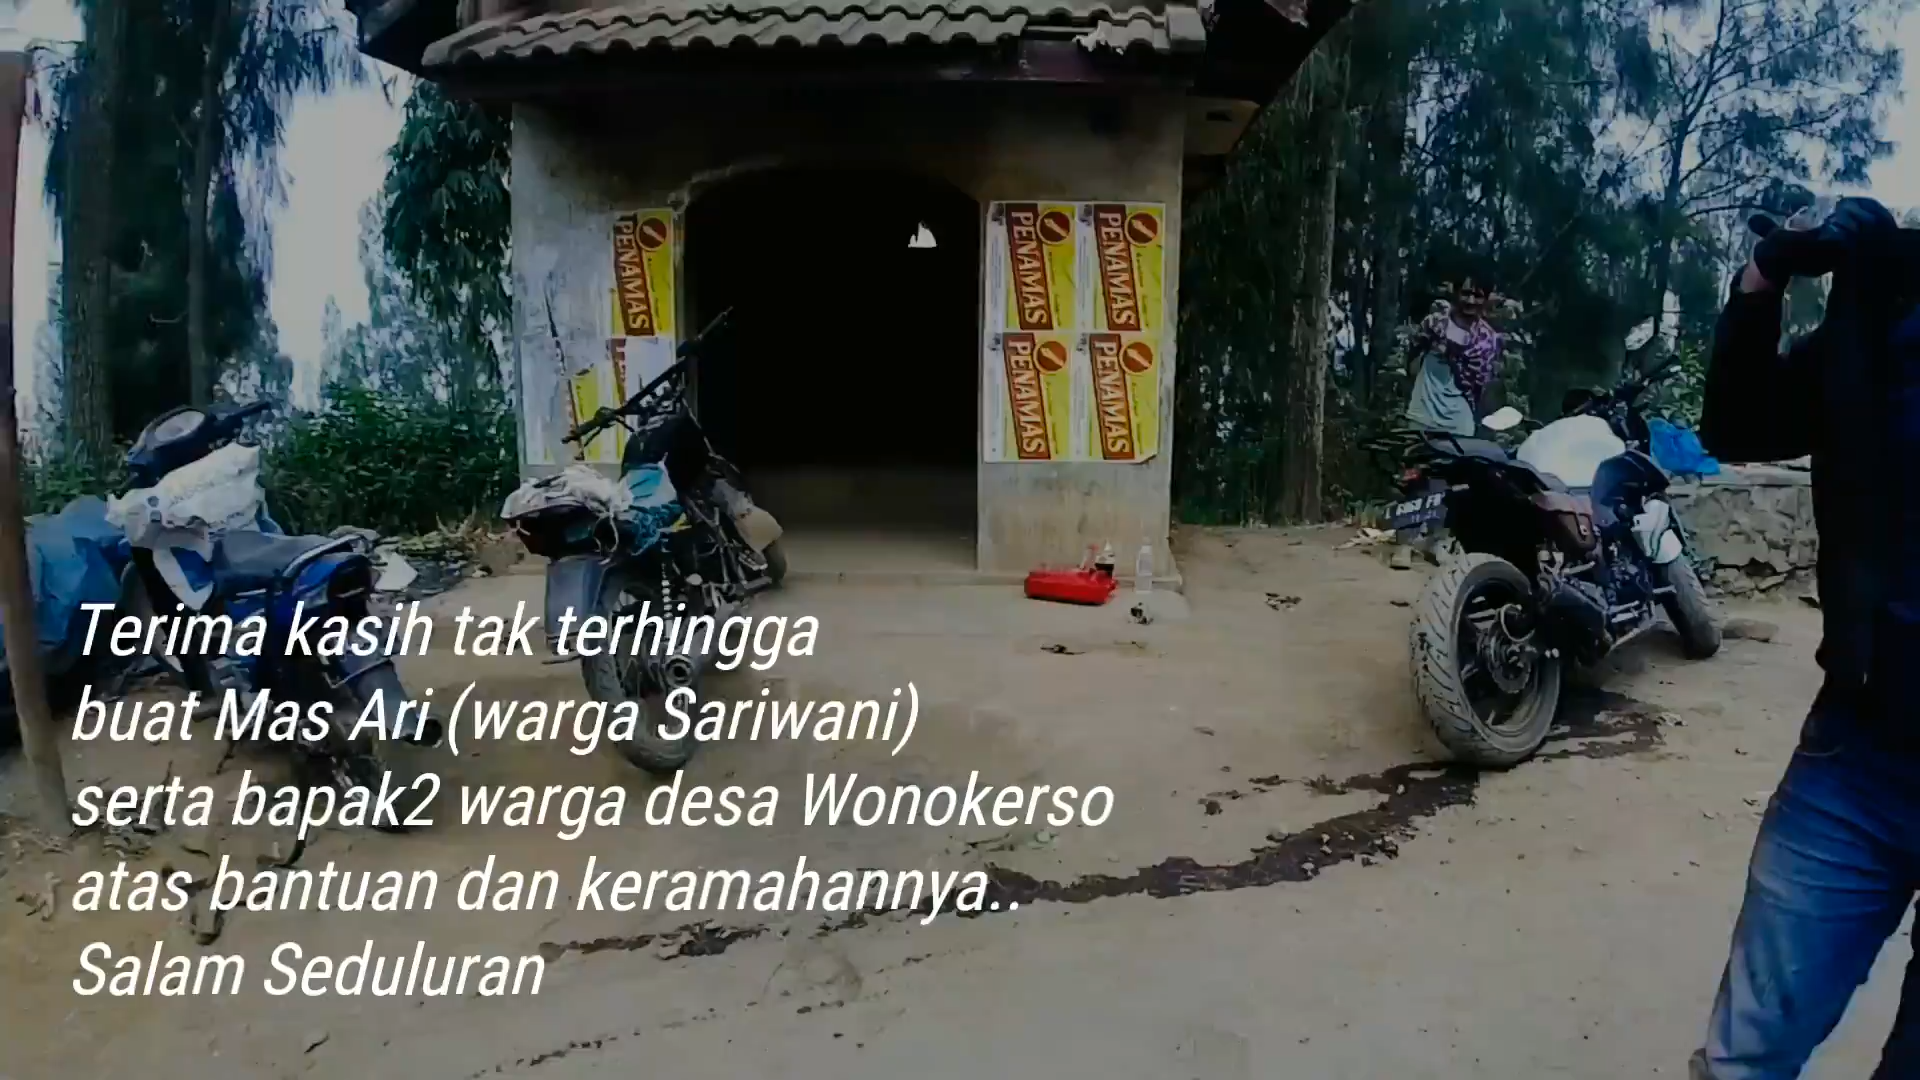 PENAMAS
PENAMAS
PENAMAS
PENAMAS
PENAMAS
Terima kasih tak terhingga
buat Mas Ari (warga Sariwani)
serta bapak2 warga desa Wonokerso
atas bantuan dan keramahannya..
Salam Seduluran